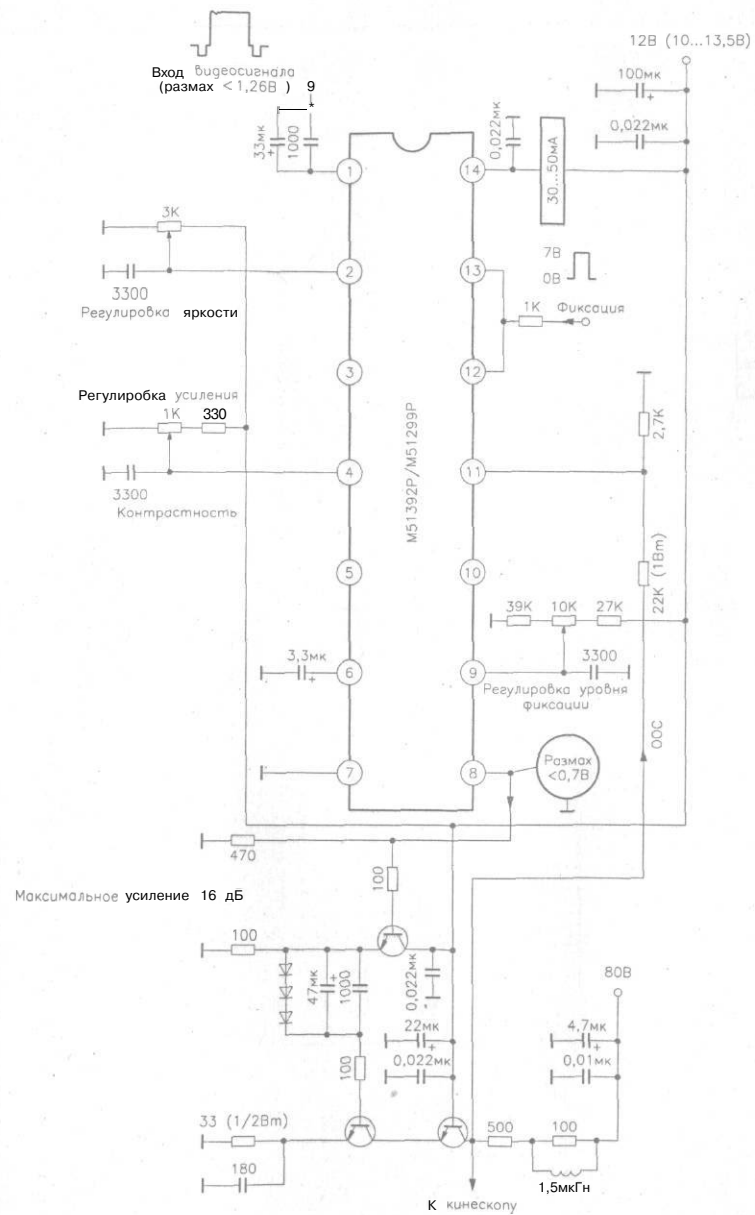 12В (10...13,5В)
Вход видеосигнала
(размах <1,26В ) 9
*
100мк
+
0,022мк
33мк
+
1000
0,022мк
30...50мА
1
14
3К
7В
0В
2
13
3300
Регулировка яркости
1К Фиксация
3
12
Регулиробка усиления
1К 330
2,7К
4
11
3300
Контрастность
М51392Р/М51299Р
5
10
22К (1Вт)
39К 10К 27К
3,3мк
+
6
9
3300
Регулировка уровня
фиксации
ООС
7
8
Размах
<0,7В
470
100
Максимальное усиление 16 дБ
100
47мк
+
1000
0,022мк
80В
22мк
+
0,022мк
4,7мк
+
0,01мк
100
33 (1/2Вт)
500
100
180
1,5мкГн
К кинескопу